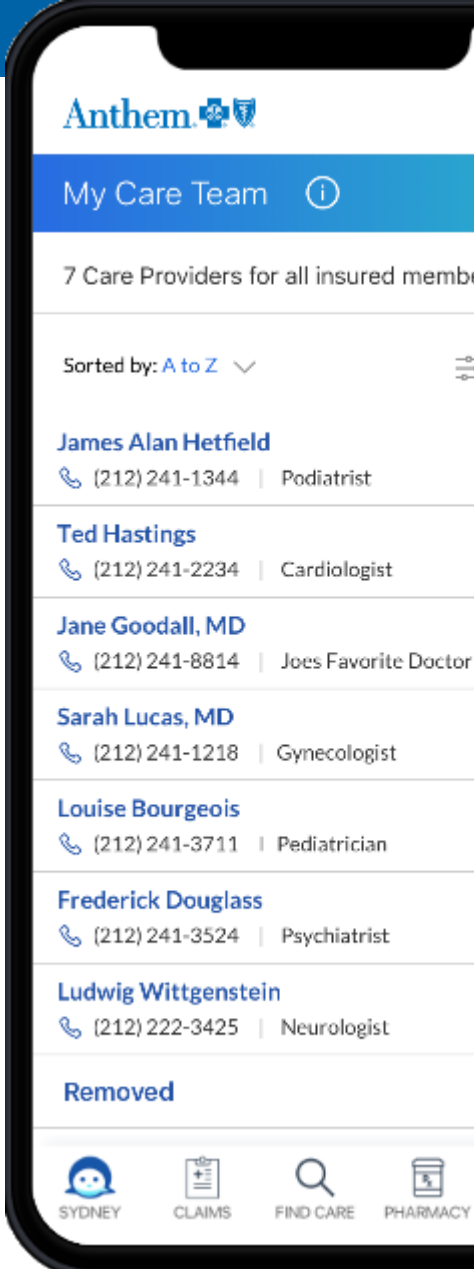 Anthem.
My Care Team
7 Care Providers for all insured membe
Sorted by: A to Z
James Alan Hetfield
(212) 241-1344 | Podiatrist
Ted Hastings
(212) 241-2234 | Cardiologist
Jane Goodall, MD
(212) 241-8814 | Joes Favorite Doctor
Sarah Lucas, MD
(212) 241-1218 | Gynecologist
Louise Bourgeois
(212) 241-3711 | Pediatrician
Frederick Douglass
(212) 241-3524 | Psychiatrist
Ludwig Wittgenstein
(212) 222-3425 | Neurologist
Removed
SYDNEY CLAIMS FIND CARE PHARMACY